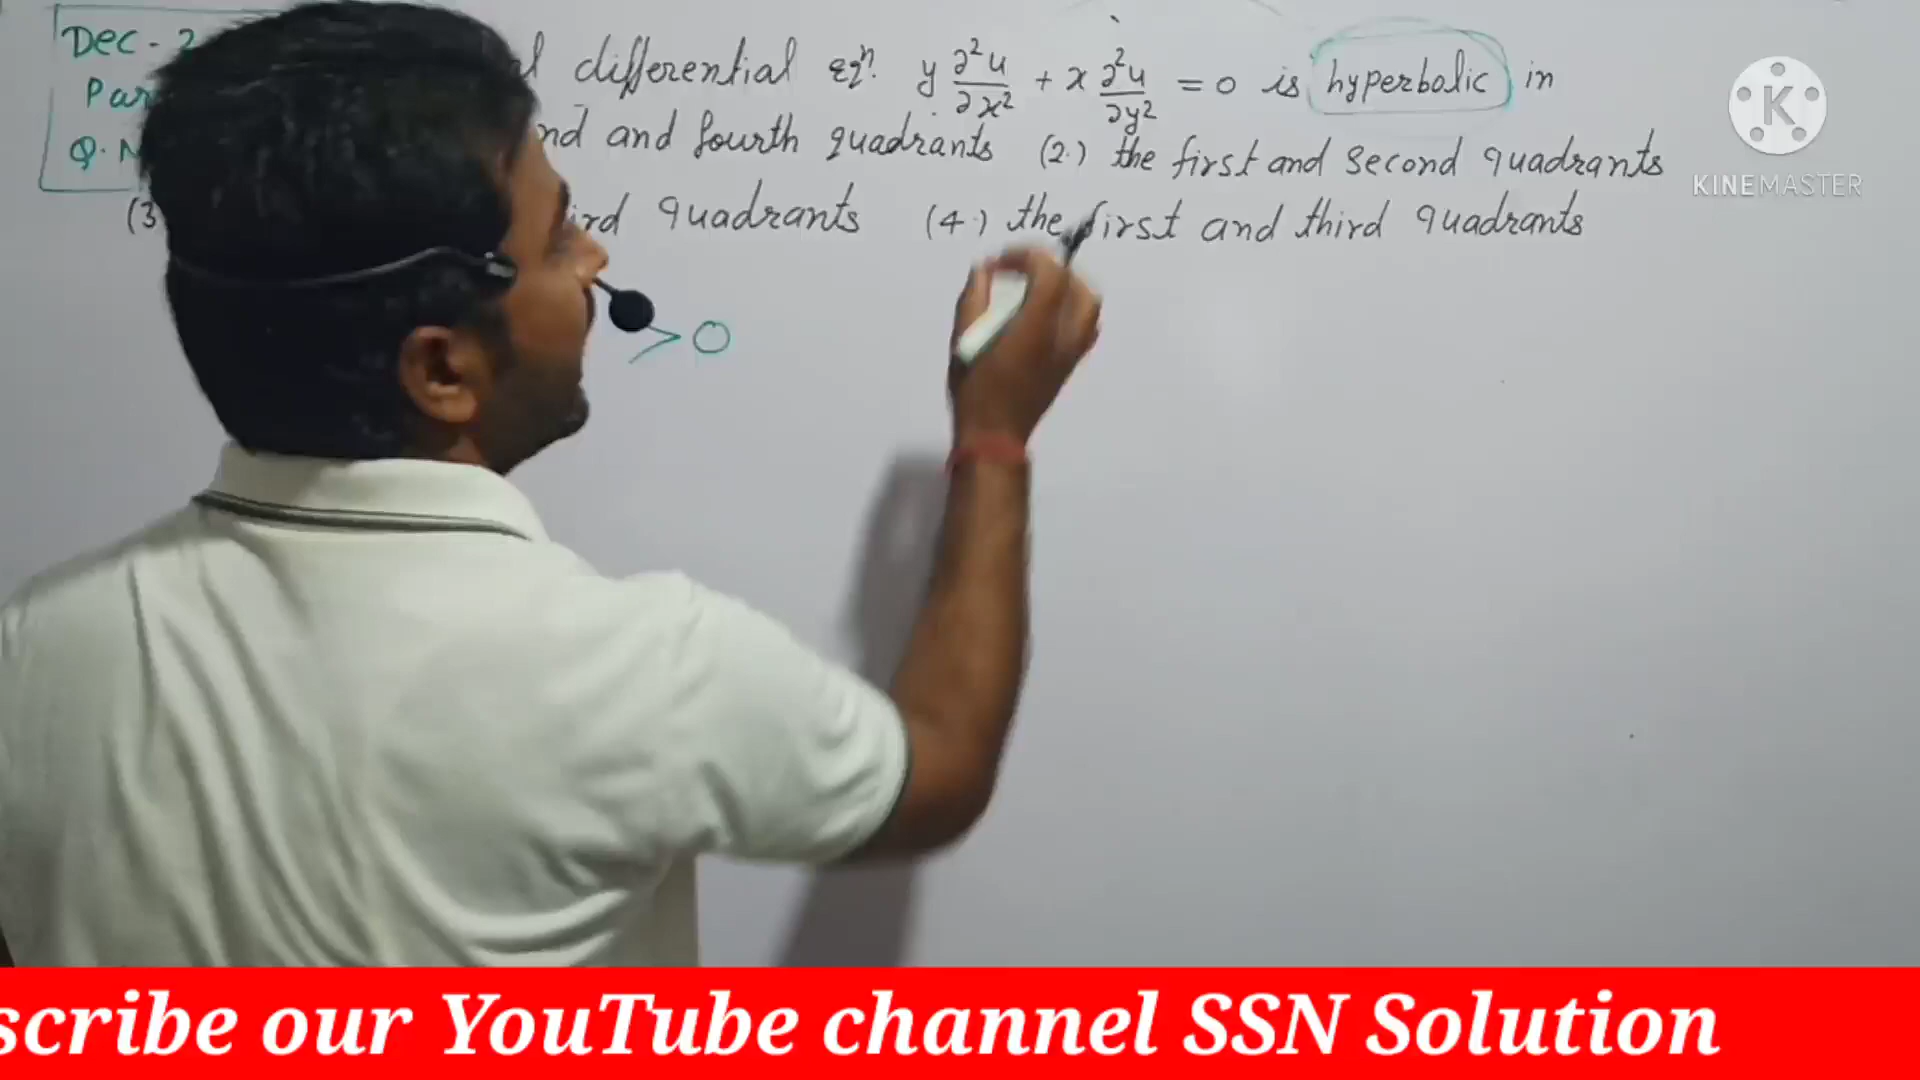 Dec - 2 differential eqⁿ. y ∂²u/∂x² + x ∂²u/∂y² = 0 is hyperbolic in
Par
Q. N nd and fourth quadrants (2.) the first and second quadrants
(3 ird quadrants (4.) the first and third quadrants
> 0
K
KINEMASTER
scribe our YouTube channel SSN Solution